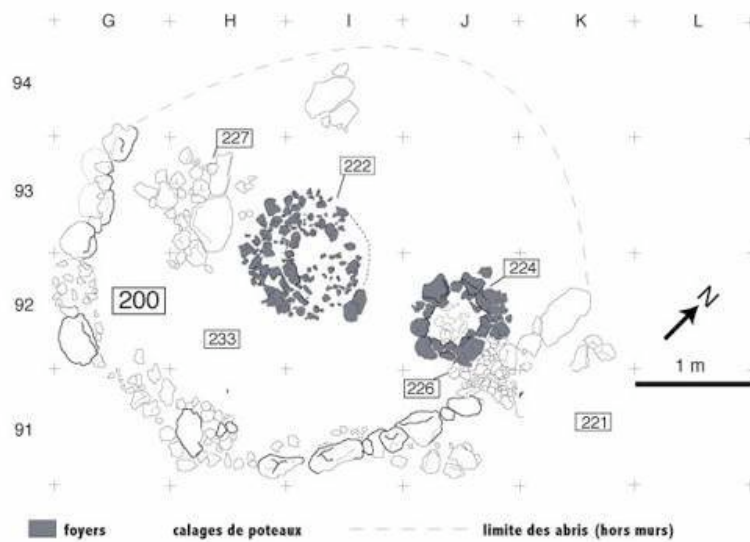 G H I J K L
94
227
93
222
224
92
200
N
233
1 m
226
91
221
foyers calages de poteaux limite des abris (hors murs)